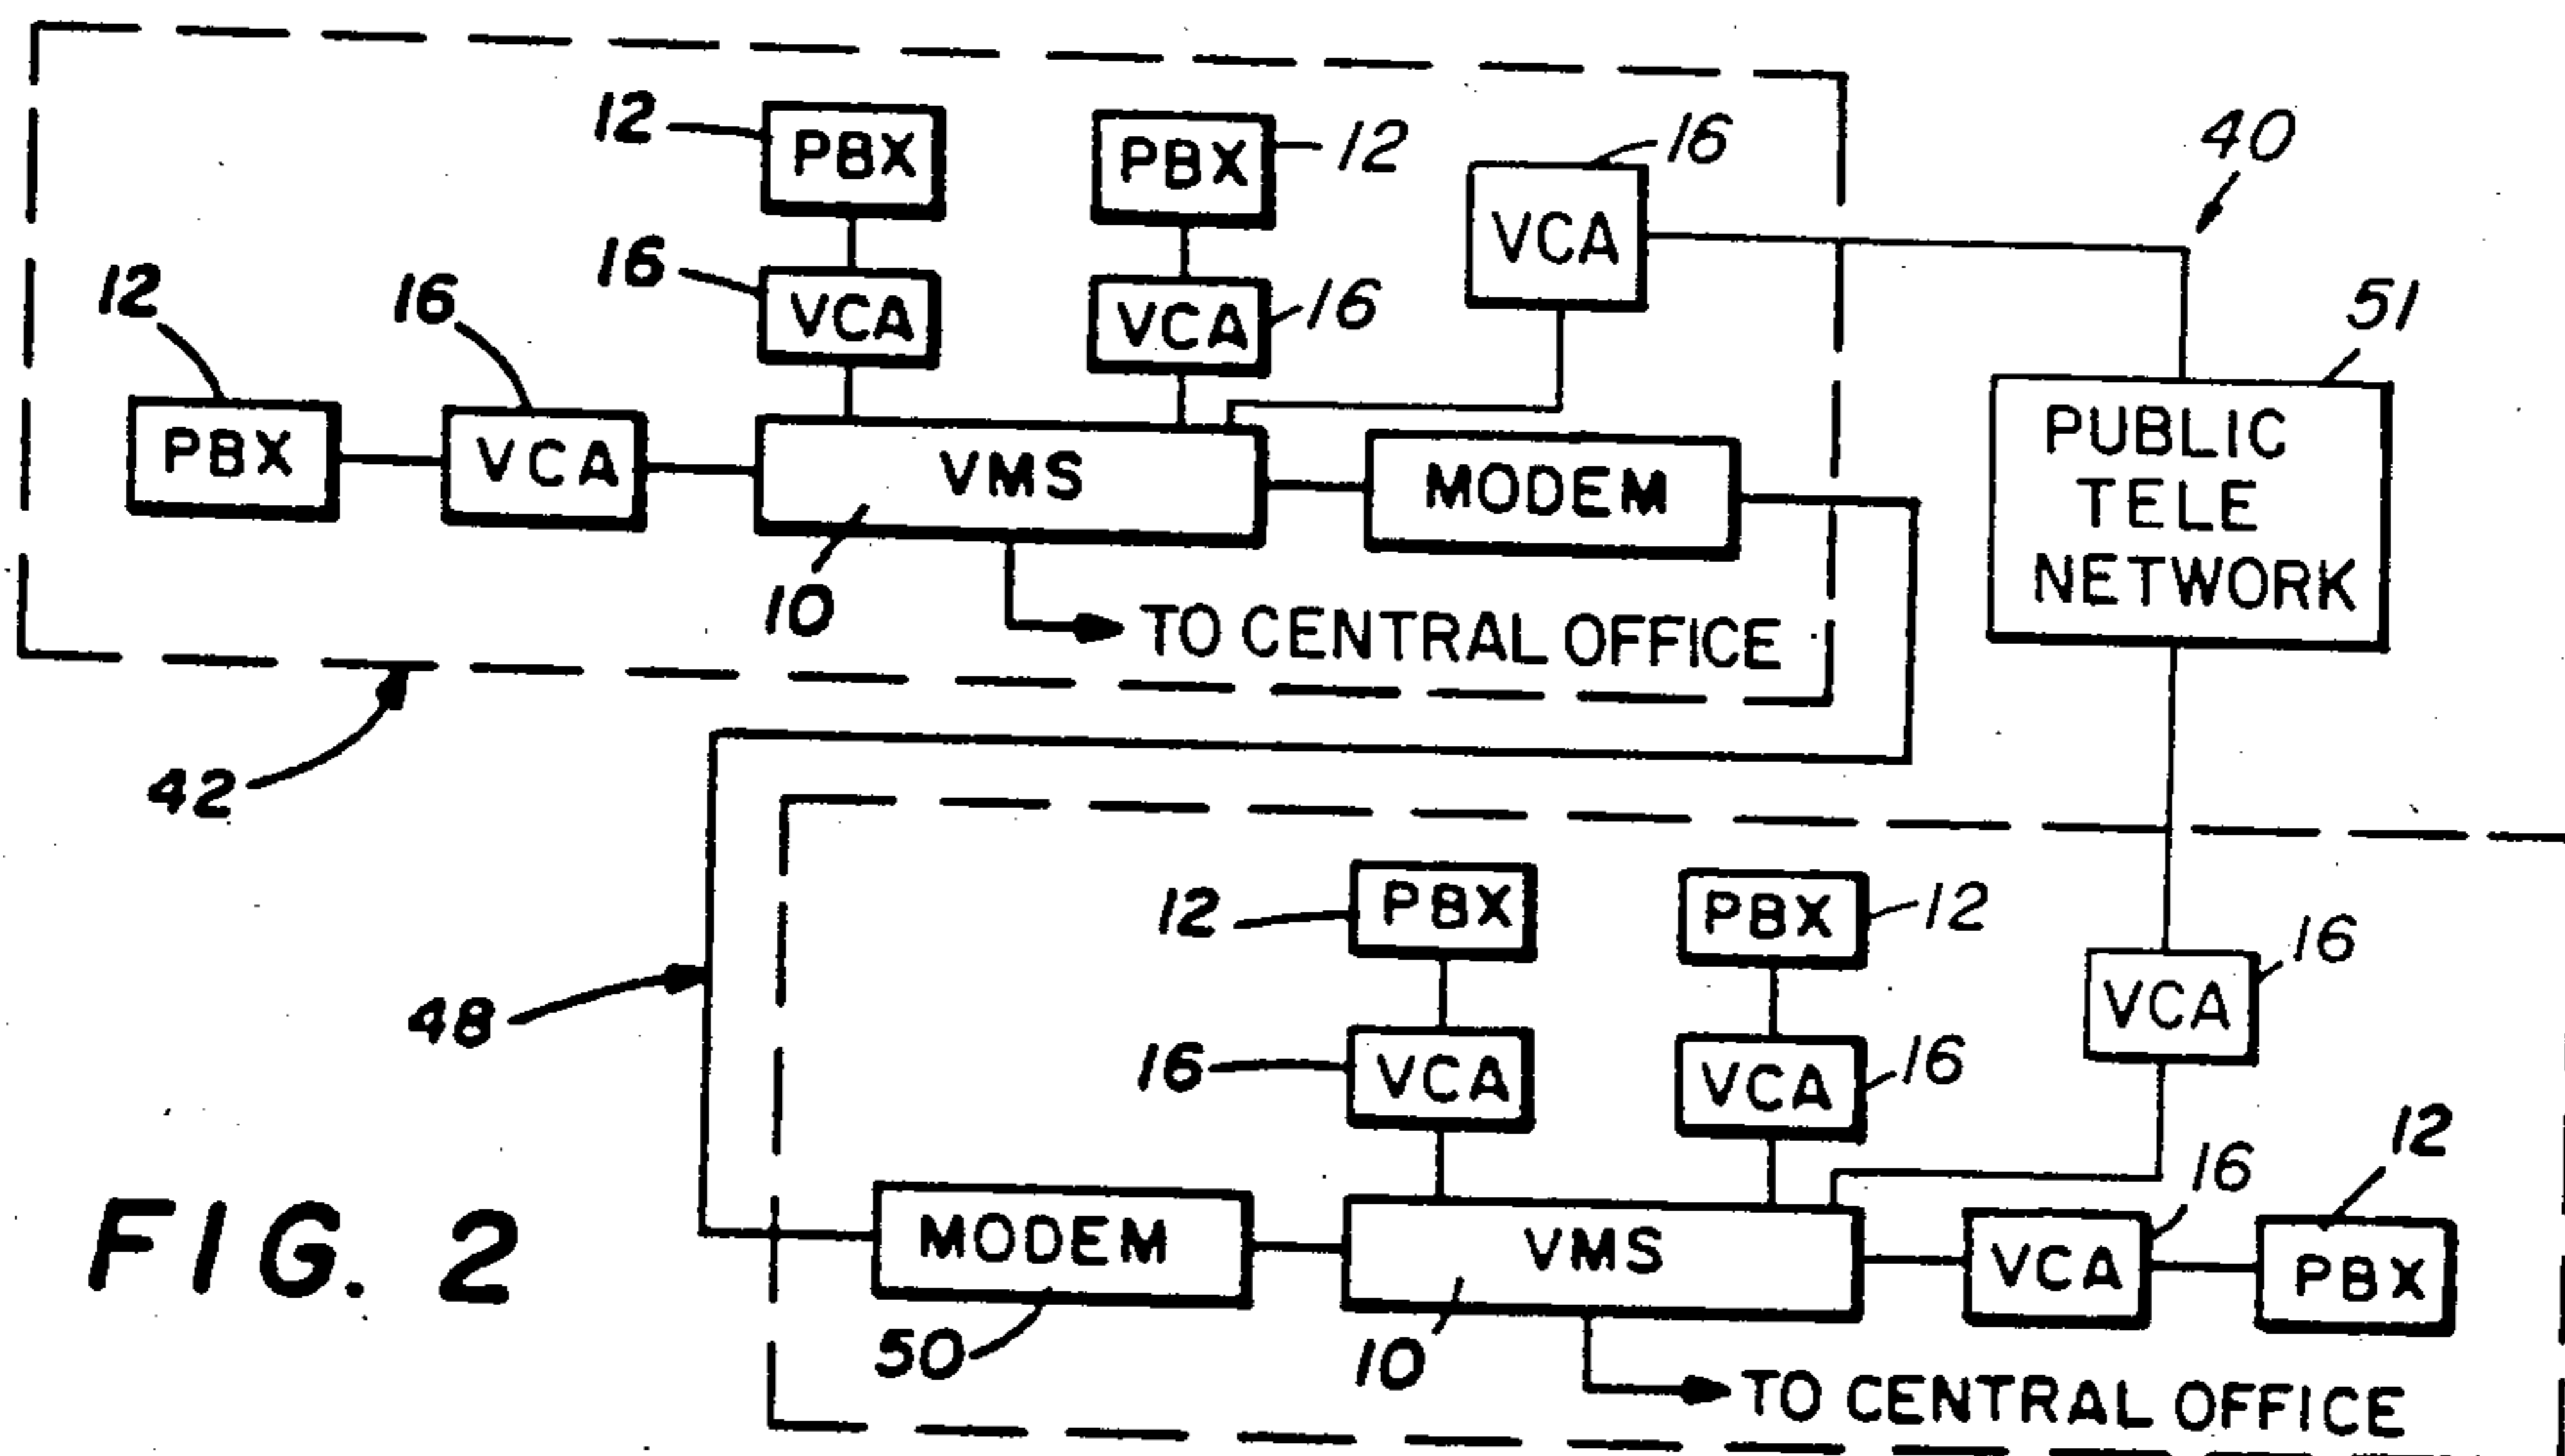 12
PBX
PBX
12
16
40
16
VCA
16
VCA
VCA
16
51
12
16
PBX
VCA
VMS
MODEM
PUBLIC
TELE
NETWORK
10
TO CENTRAL OFFICE
42
12
PBX
PBX
12
48
16
VCA
VCA
16
VCA
16
12
16
FIG. 2
MODEM
VMS
VCA
PBX
50
10
TO CENTRAL OFFICE